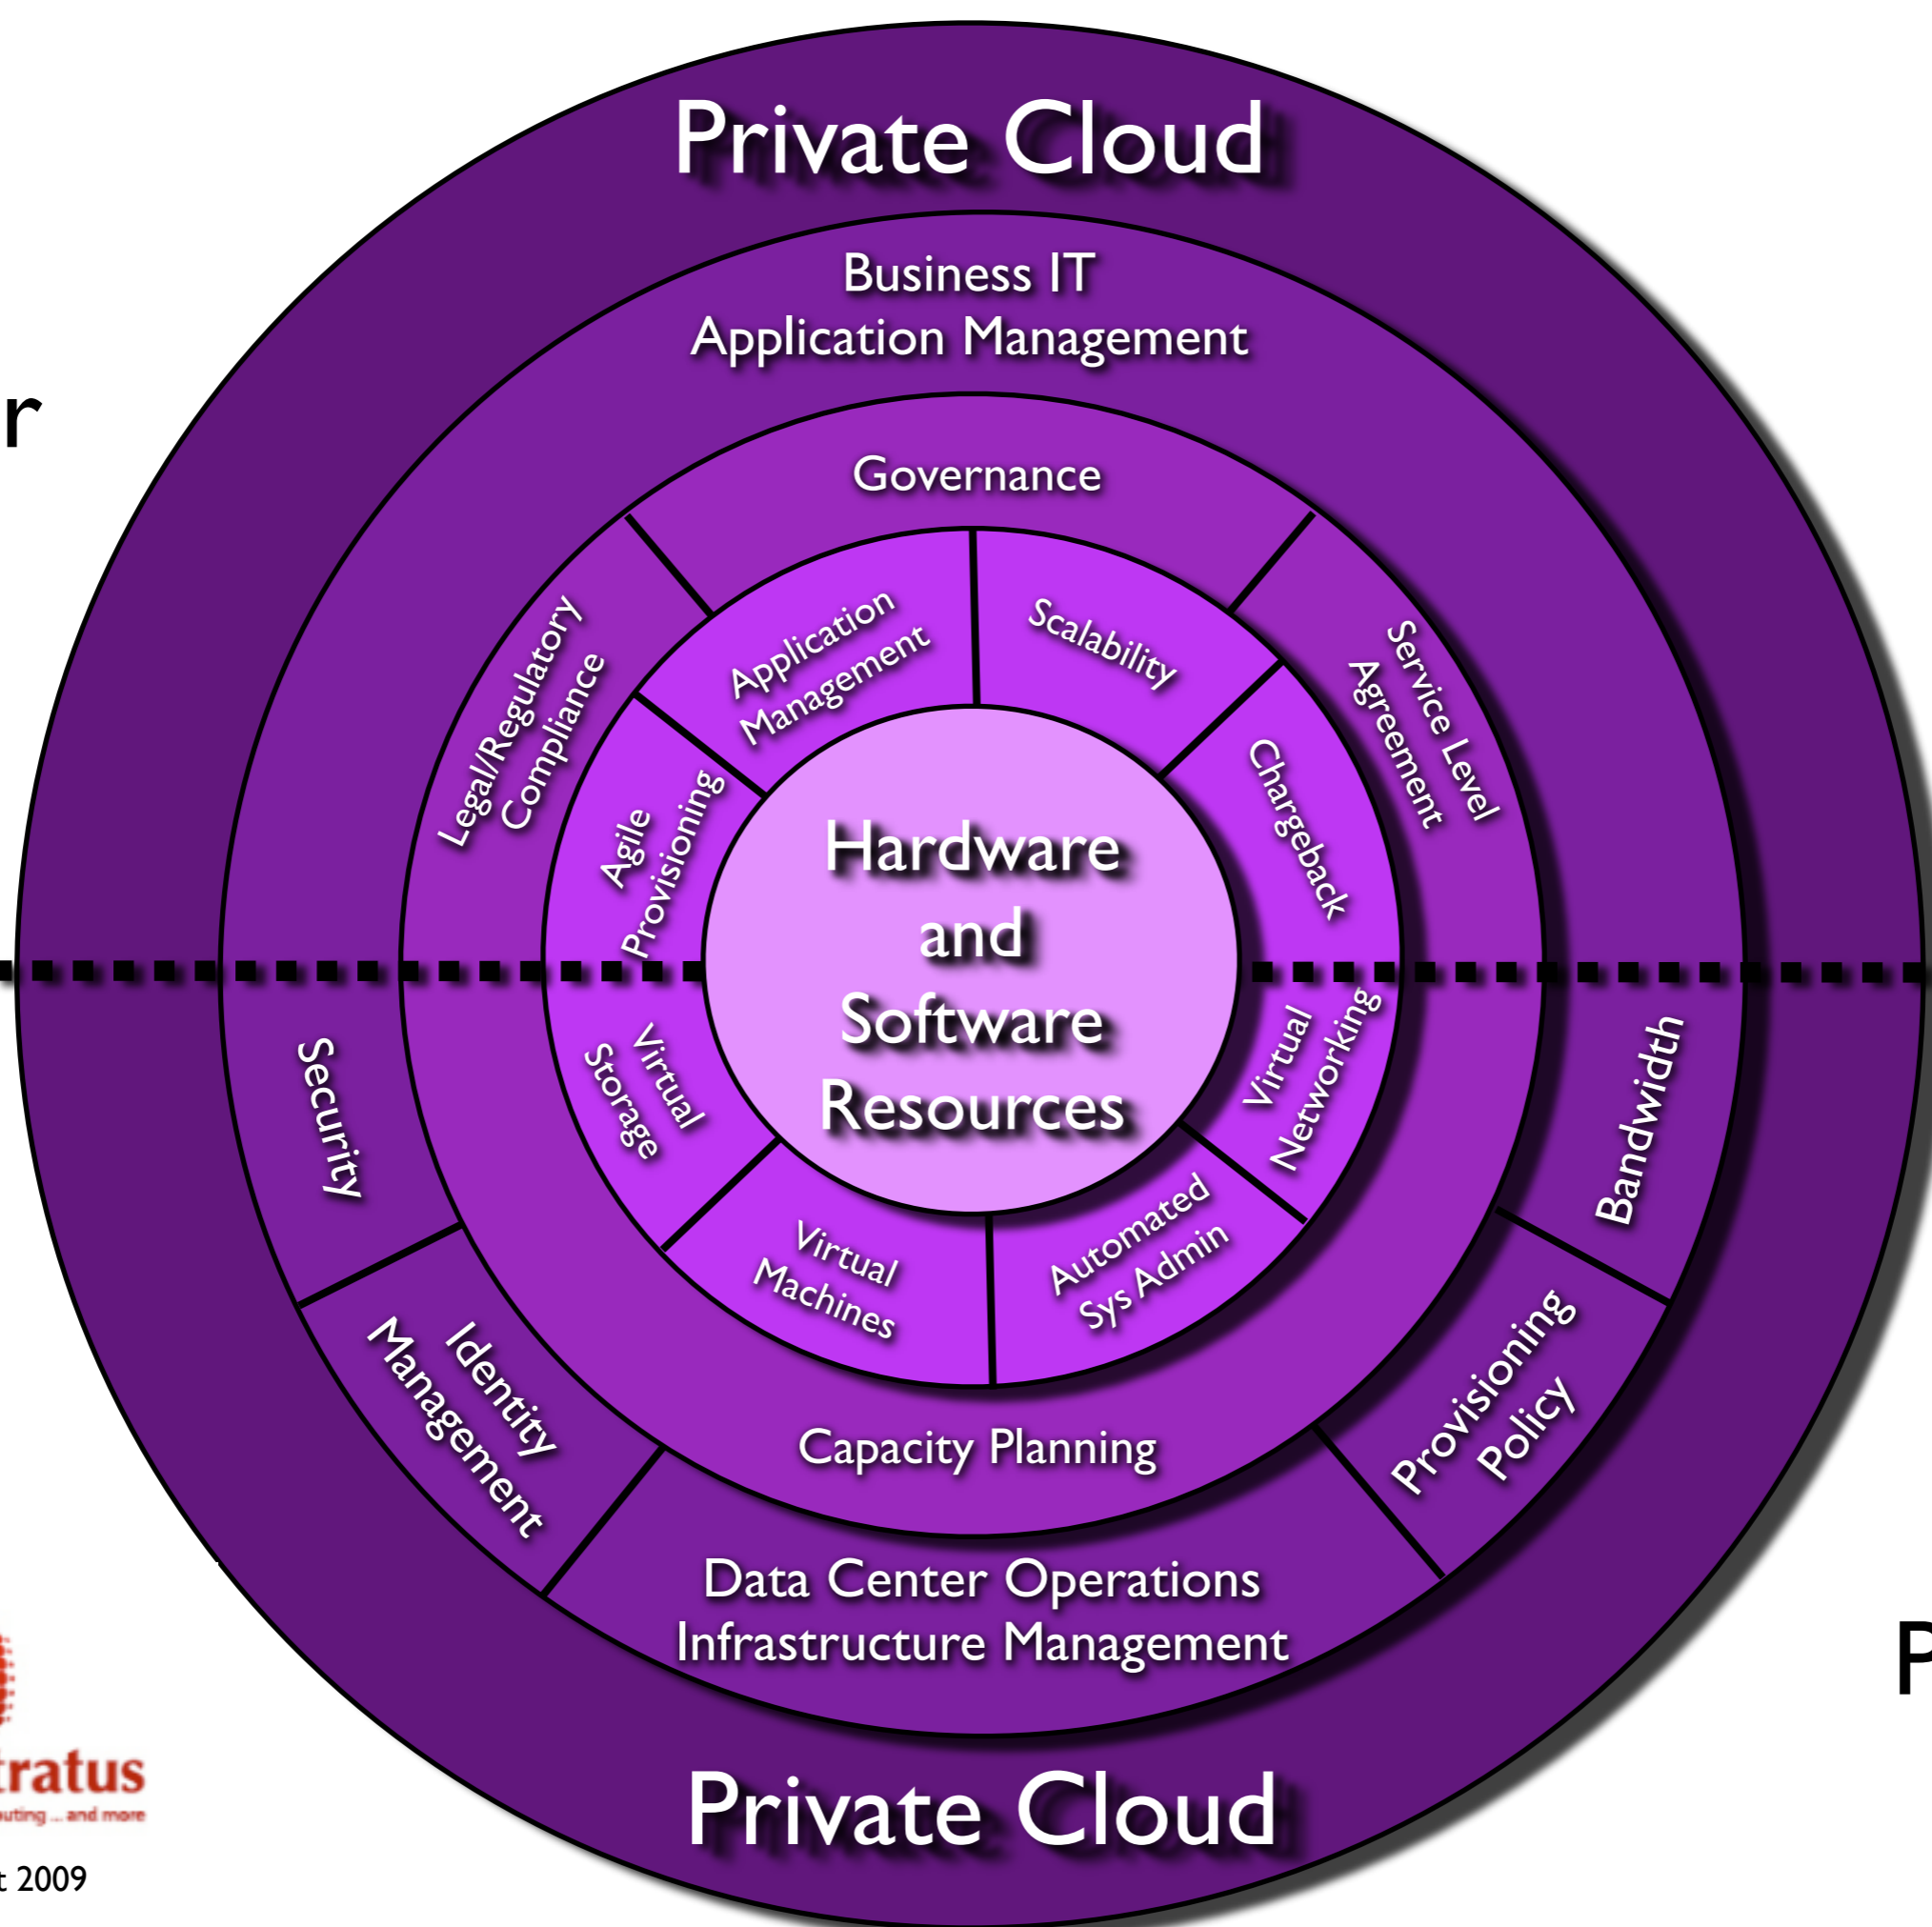 Private Cloud
Business IT
Application Management
r
Governance
Legal/Regulatory
Compliance
Service Level
Agreement
Application
Management
Scalability
Agile
Provisioning
Chargeback
Hardware
and
Software
Resources
Virtual
Storage
Virtual
Networking
Security
Bandwidth
Virtual
Machines
Automated
Sys Admin
Identity
Management
Capacity Planning
Provisioning
Policy
Data Center Operations
Infrastructure Management
P
Private Cloud
tratus
uting ... and more
t 2009